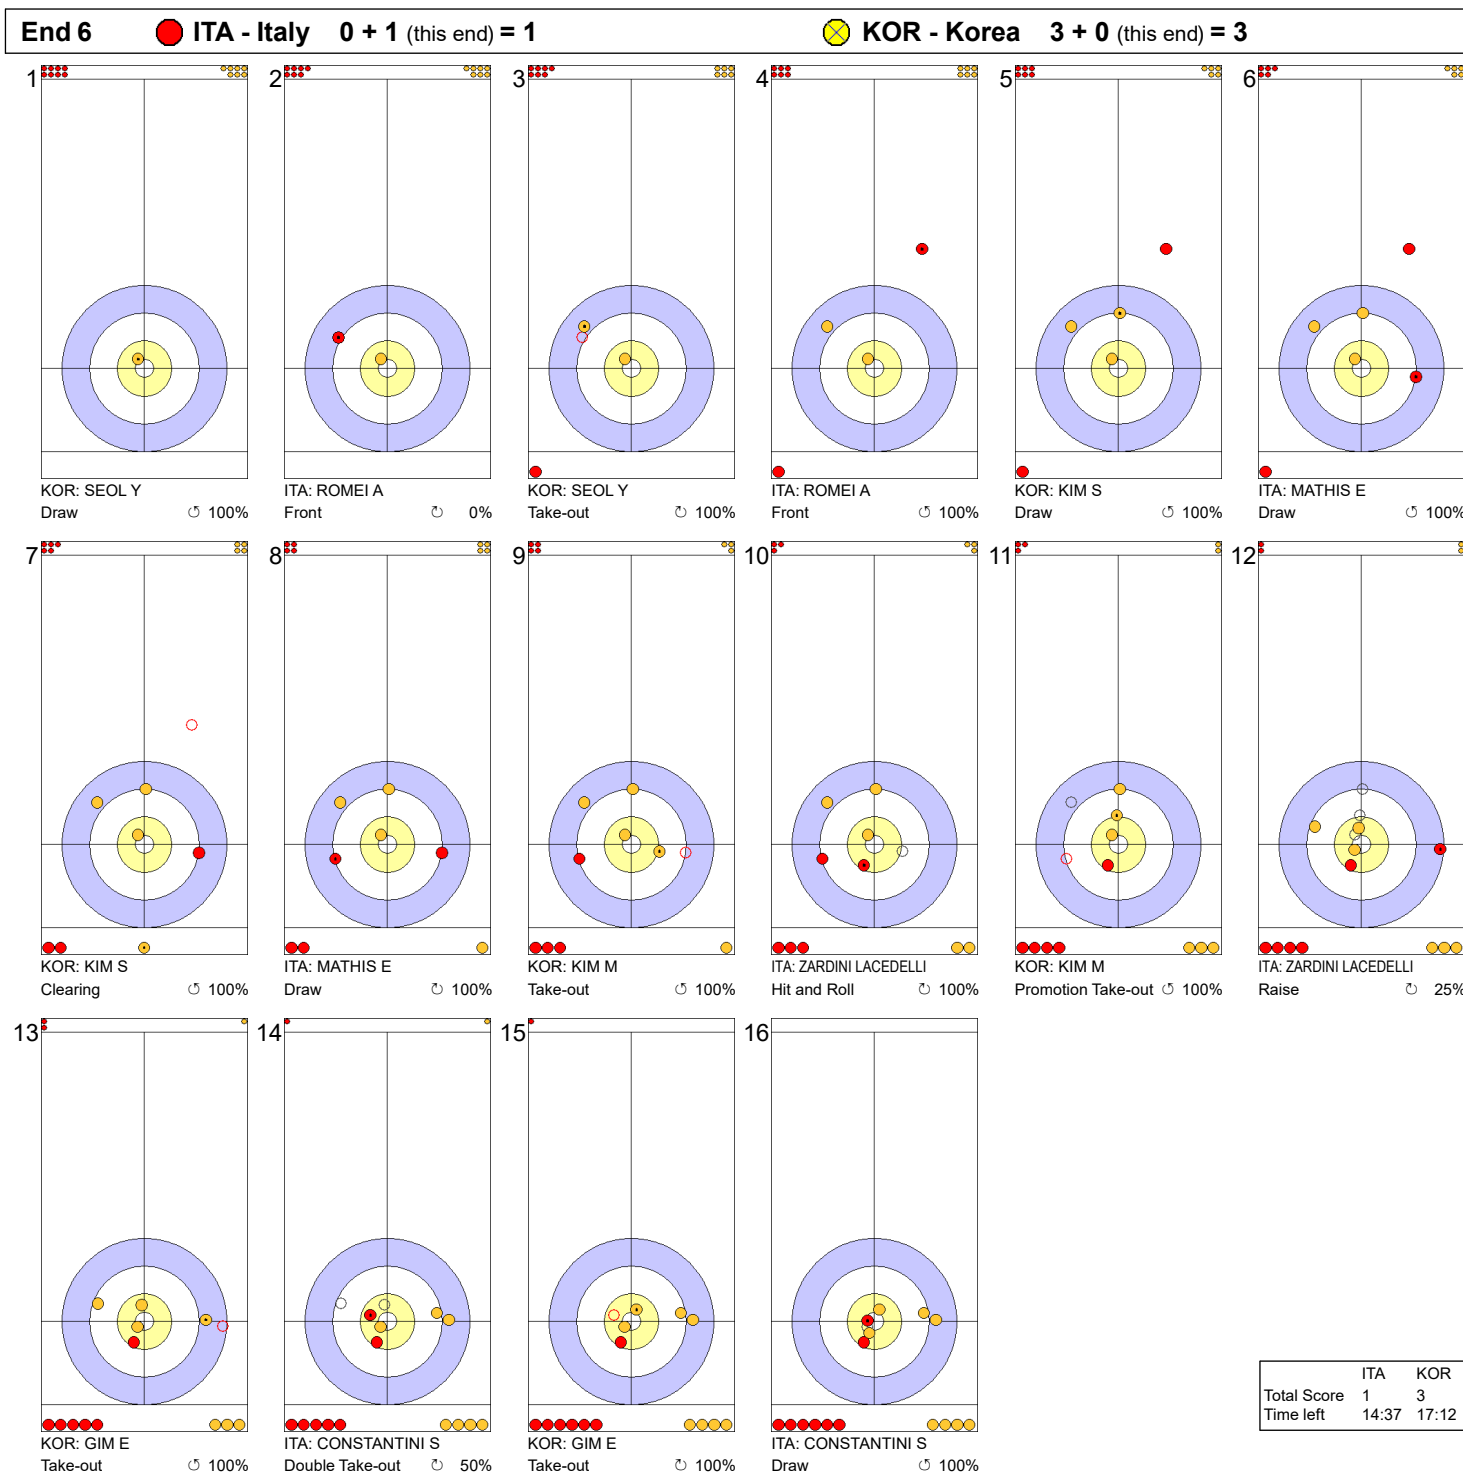 End 6 ITA - Italy 0 + 1 (this end) = 1 KOR - Korea 3 + 0 (this end) = 3
1 2 3 4 5 6
KOR: SEOL Y ITA: ROMEI A KOR: SEOL Y ITA: ROMEI A KOR: KIM S ITA: MATHIS E
Draw 100% Front 0% Take-out 100% Front 100% Draw 100% Draw 100%
7 8 9 10 11 12
KOR: KIM S ITA: MATHIS E KOR: KIM M ITA: ZARDINI LACEDELLI KOR: KIM M ITA: ZARDINI LACEDELLI
Clearing 100% Draw 100% Take-out 100% Hit and Roll 100% Promotion Take-out 100% Raise 25%
13 14 15 16
KOR: GIM E ITA: CONSTANTINI S KOR: GIM E ITA: CONSTANTINI S
Take-out 100% Double Take-out 50% Take-out 100% Draw 100%
ITA KOR
Total Score 1 3
Time left 14:37 17:12